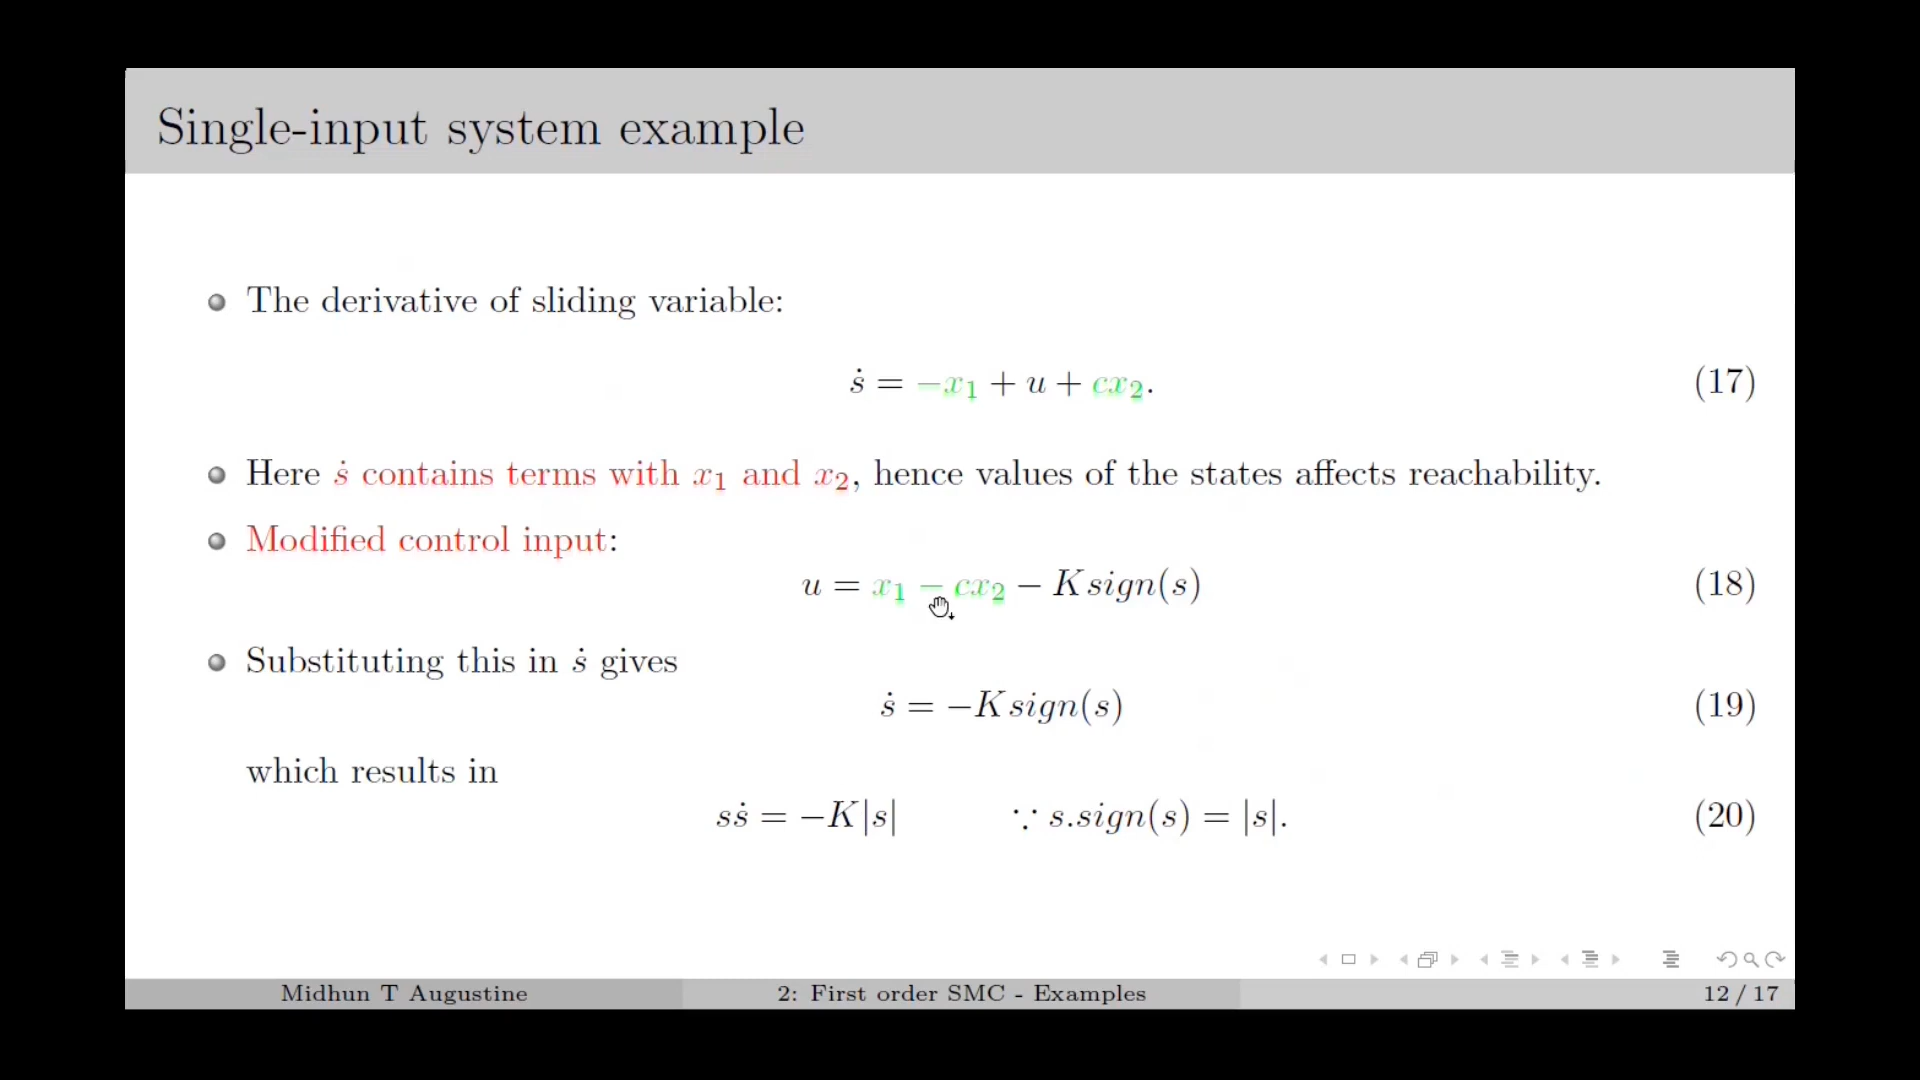 Single-input system example
The derivative of sliding variable:
ṡ = −x₁ + u + cx₂. (17)
Here ṡ contains terms with x₁ and x₂, hence values of the states affects reachability.
Modified control input:
u = x₁ − cx₂ − Ksign(s) (18)
Substituting this in ṡ gives
ṡ = −Ksign(s) (19)
which results in
sṡ = −K|s| ∵ s.sign(s) = |s|. (20)
Midhun T Augustine 2: First order SMC - Examples 12 / 17